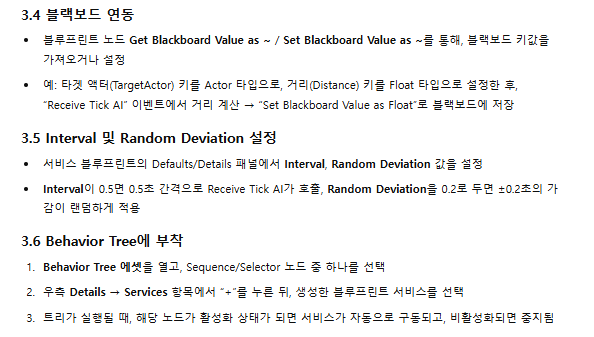 3.4 블랙보드 연동
• 블루프린트 노드 Get Blackboard Value as ~ / Set Blackboard Value as ~를 통해, 블랙보드 키값을
가져오거나 설정
• 예: 타겟 액터(TargetActor) 키를 Actor 타입으로, 거리(Distance) 키를 Float 타입으로 설정한 후,
“Receive Tick AI” 이벤트에서 거리 계산 → “Set Blackboard Value as Float”로 블랙보드에 저장
3.5 Interval 및 Random Deviation 설정
• 서비스 블루프린트의 Defaults/Details 패널에서 Interval, Random Deviation 값을 설정
• Interval이 0.5면 0.5초 간격으로 Receive Tick AI가 호출, Random Deviation을 0.2로 두면 ±0.2초의 가
감이 랜덤하게 적용
3.6 Behavior Tree에 부착
1. Behavior Tree 에셋을 열고, Sequence/Selector 노드 중 하나를 선택
2. 우측 Details → Services 항목에서 “+”를 누른 뒤, 생성한 블루프린트 서비스를 선택
3. 트리가 실행될 때, 해당 노드가 활성화 상태가 되면 서비스가 자동으로 구동되고, 비활성화되면 중지됨